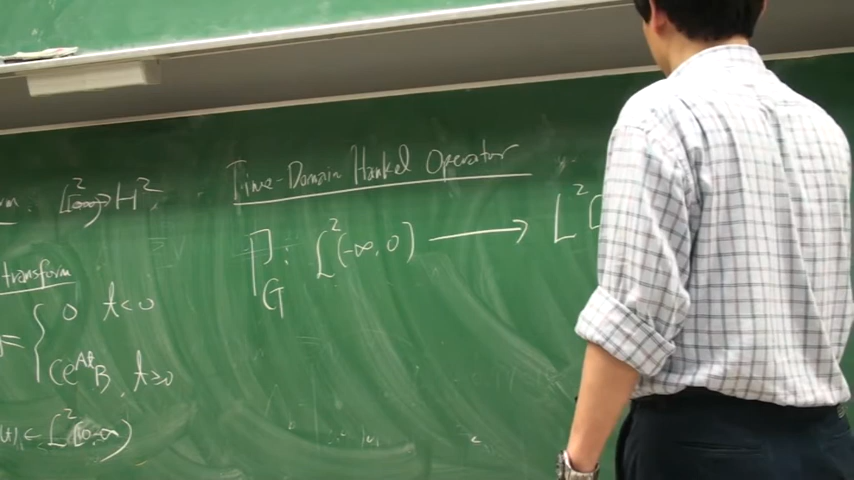 L²[0,∞)→H²
transform
= { 0 t<0
Ce^{At}B, t≥0
(t) ∈ L²[0,∞)
Time-Domain Hankel Operator
Γ_G : L²(-∞,0] ⟶ L²[